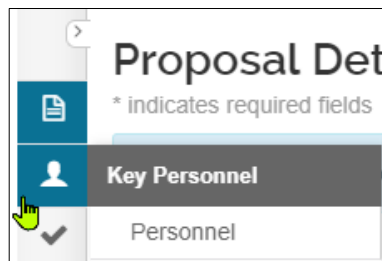 Proposal Det
* indicates required fields
Key Personnel
Personnel